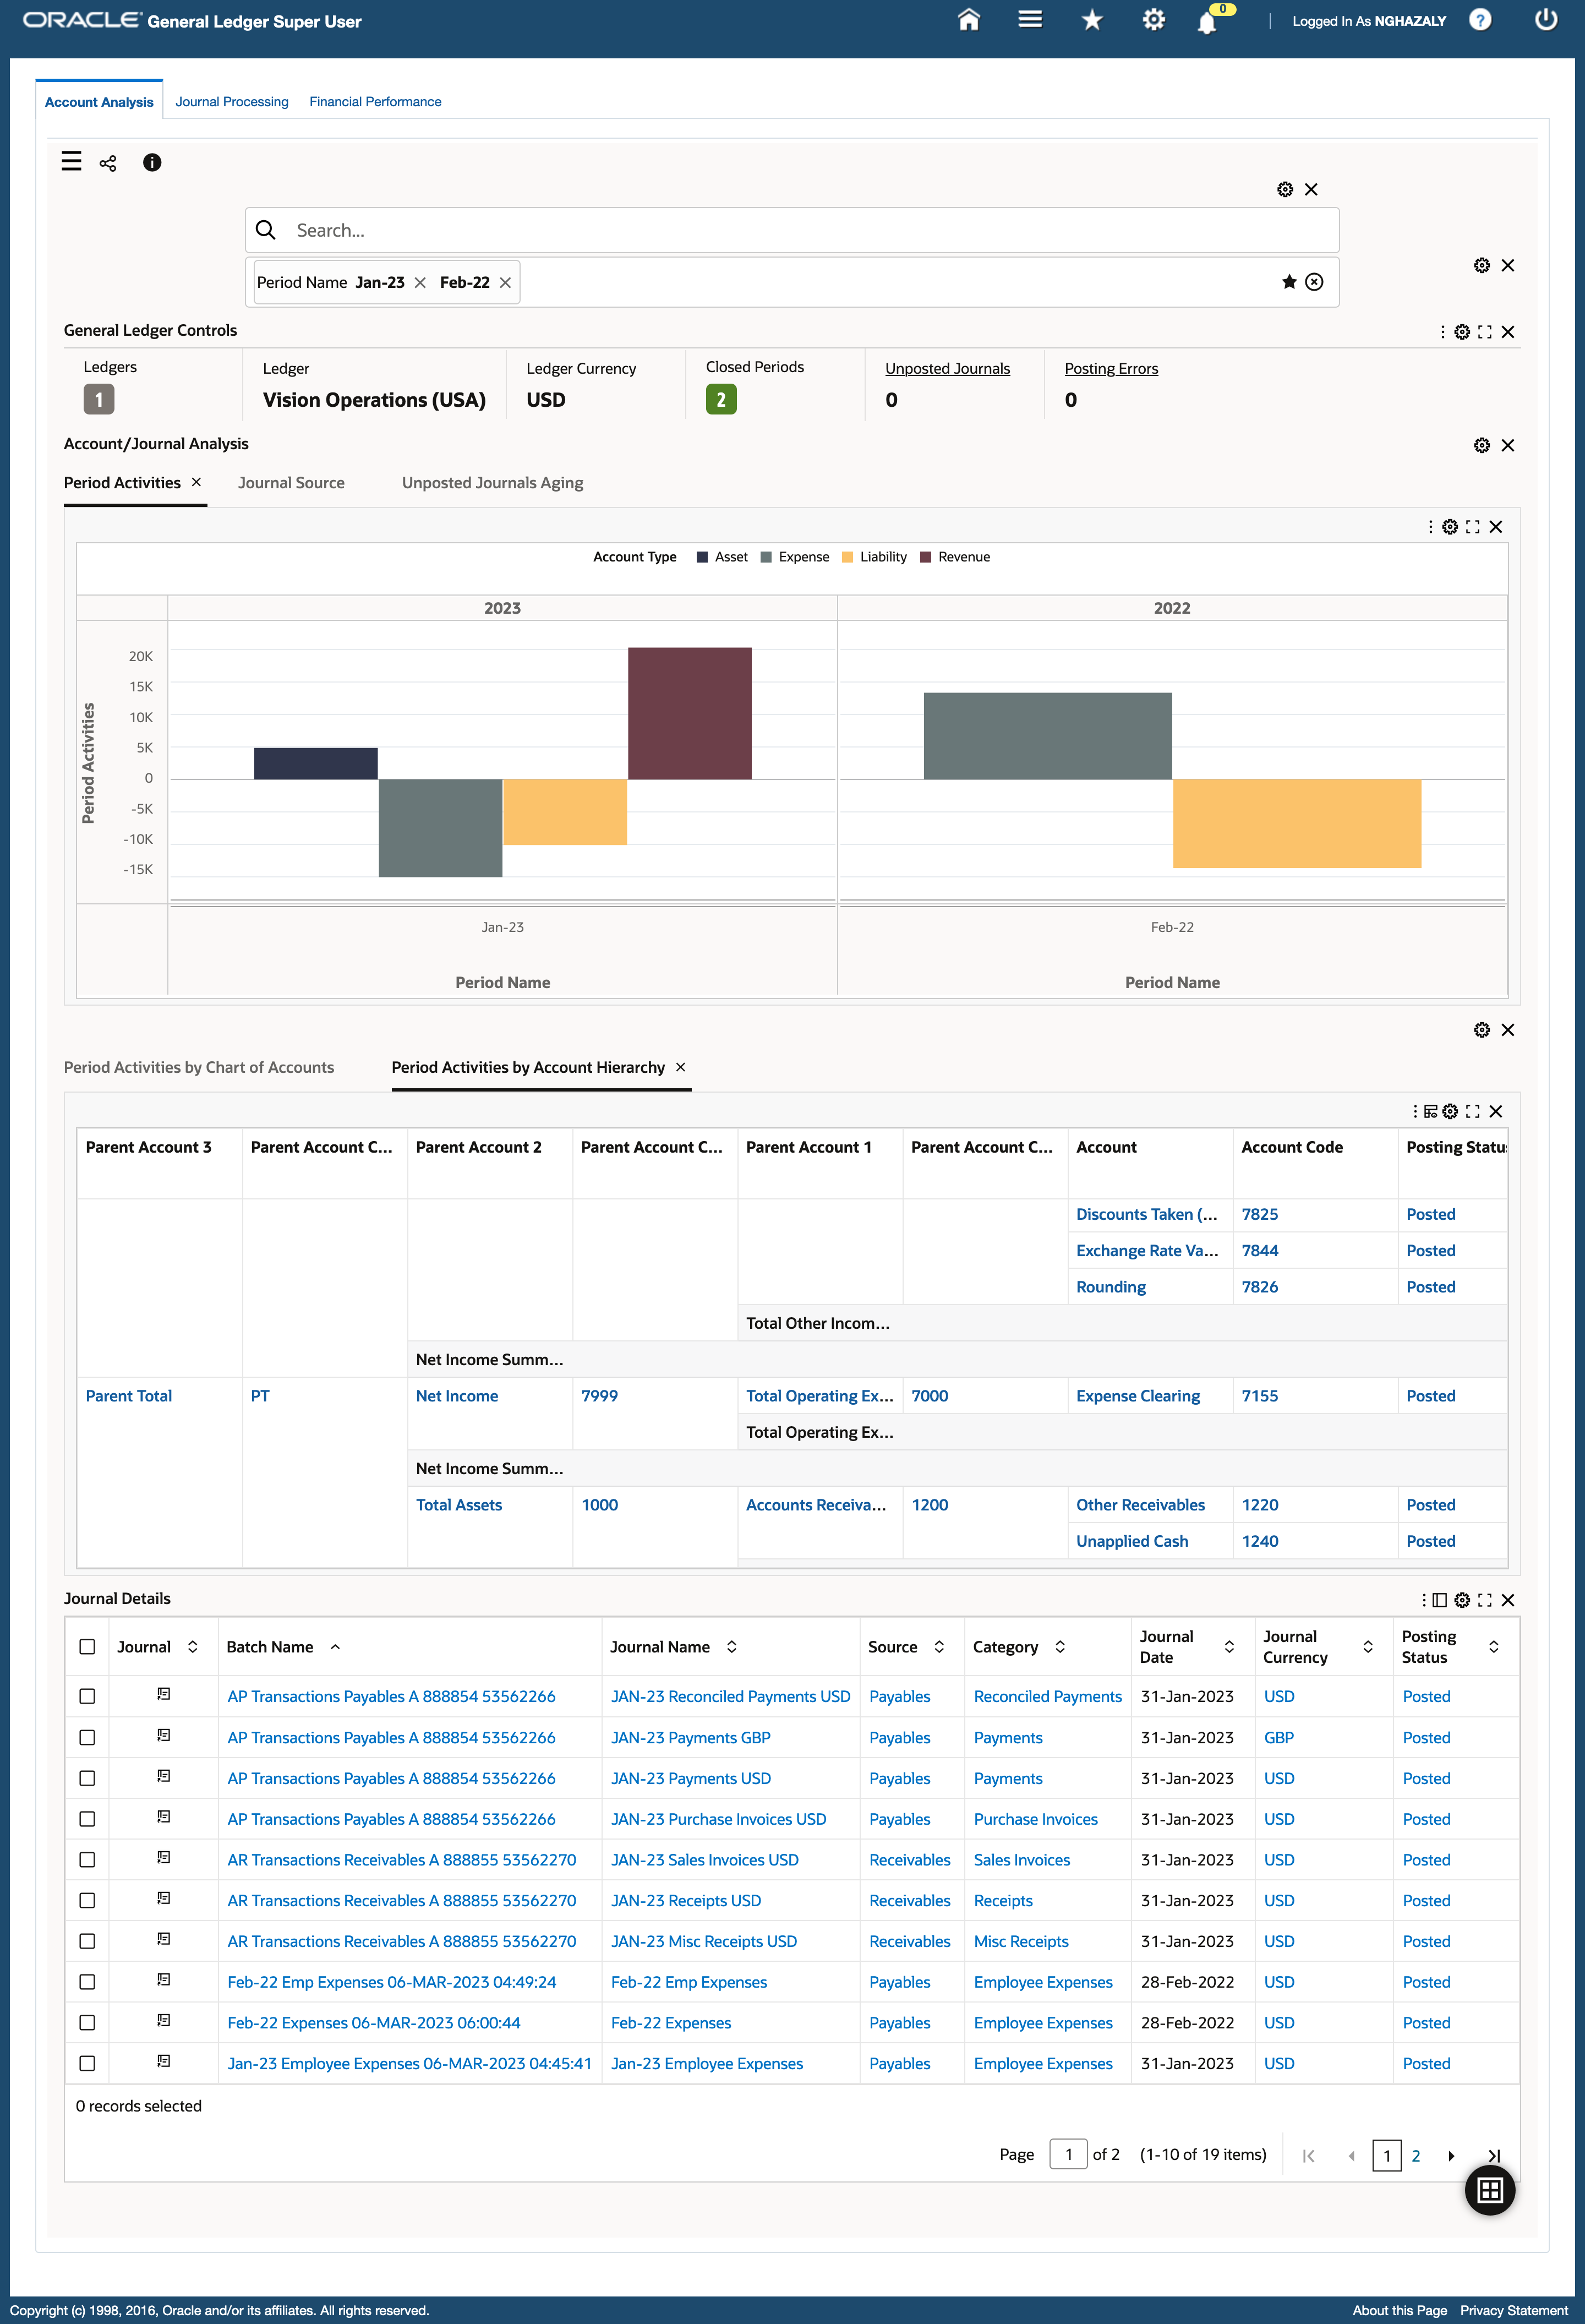 ORACLE General Ledger Super User
0
Logged In As NGHAZALY
?
Account Analysis Journal Processing Financial Performance
Search...
Period Name Jan-23 Feb-22
General Ledger Controls
Ledgers Ledger Ledger Currency Closed Periods Unposted Journals Posting Errors
1 Vision Operations (USA) USD 2 0 0
Account/Journal Analysis
Period Activities Journal Source Unposted Journals Aging
Account Type Asset Expense Liability Revenue
2023 2022
20K
15K
10K
5K
0
-5K
-10K
-15K
Period Activities
Jan-23 Feb-22
Period Name Period Name
Period Activities by Chart of Accounts Period Activities by Account Hierarchy
Parent Account 3 Parent Account C... Parent Account 2 Parent Account C... Parent Account 1 Parent Account C... Account Account Code Posting Statu
Discounts Taken (... 7825 Posted
Exchange Rate Va... 7844 Posted
Rounding 7826 Posted
Total Other Incom...
Net Income Summ...
Parent Total PT Net Income 7999 Total Operating Ex... 7000 Expense Clearing 7155 Posted
Total Operating Ex...
Net Income Summ...
Total Assets 1000 Accounts Receiva... 1200 Other Receivables 1220 Posted
Unapplied Cash 1240 Posted
Journal Details
Journal Batch Name Journal Name Source Category Journal Date Journal Currency Posting Status
AP Transactions Payables A 888854 53562266 JAN-23 Reconciled Payments USD Payables Reconciled Payments 31-Jan-2023 USD Posted
AP Transactions Payables A 888854 53562266 JAN-23 Payments GBP Payables Payments 31-Jan-2023 GBP Posted
AP Transactions Payables A 888854 53562266 JAN-23 Payments USD Payables Payments 31-Jan-2023 USD Posted
AP Transactions Payables A 888854 53562266 JAN-23 Purchase Invoices USD Payables Purchase Invoices 31-Jan-2023 USD Posted
AR Transactions Receivables A 888855 53562270 JAN-23 Sales Invoices USD Receivables Sales Invoices 31-Jan-2023 USD Posted
AR Transactions Receivables A 888855 53562270 JAN-23 Receipts USD Receivables Receipts 31-Jan-2023 USD Posted
AR Transactions Receivables A 888855 53562270 JAN-23 Misc Receipts USD Receivables Misc Receipts 31-Jan-2023 USD Posted
Feb-22 Emp Expenses 06-MAR-2023 04:49:24 Feb-22 Emp Expenses Payables Employee Expenses 28-Feb-2022 USD Posted
Feb-22 Expenses 06-MAR-2023 06:00:44 Feb-22 Expenses Payables Employee Expenses 28-Feb-2022 USD Posted
Jan-23 Employee Expenses 06-MAR-2023 04:45:41 Jan-23 Employee Expenses Payables Employee Expenses 31-Jan-2023 USD Posted
0 records selected
Page 1 of 2 (1-10 of 19 items) 1 2
Copyright (c) 1998, 2016, Oracle and/or its affiliates. All rights reserved. About this Page Privacy Statement